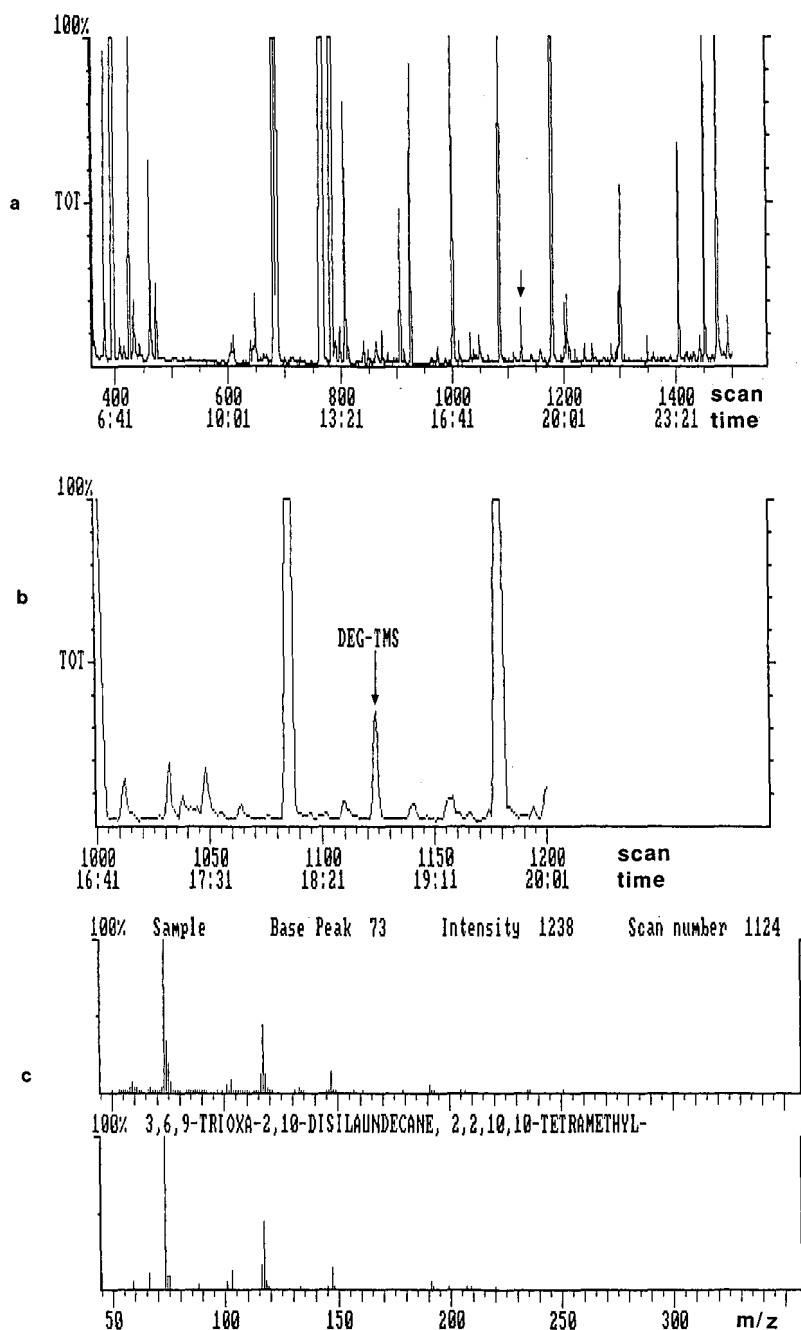 100%
a
TOT
400 600 800 1000 1200 1400 scan
6:41 10:01 13:21 16:41 20:01 23:21 time
100%
b
DEG-TMS
TOT
1000 1050 1100 1150 1200 scan
16:41 17:31 18:21 19:11 20:01 time
100% Sample Base Peak 73 Intensity 1238 Scan number 1124
c
100% 3,6,9-TRIOXA-2,10-DISILAUNDECANE, 2,2,10,10-TETRAMETHYL-
50 100 150 200 250 300 m/z